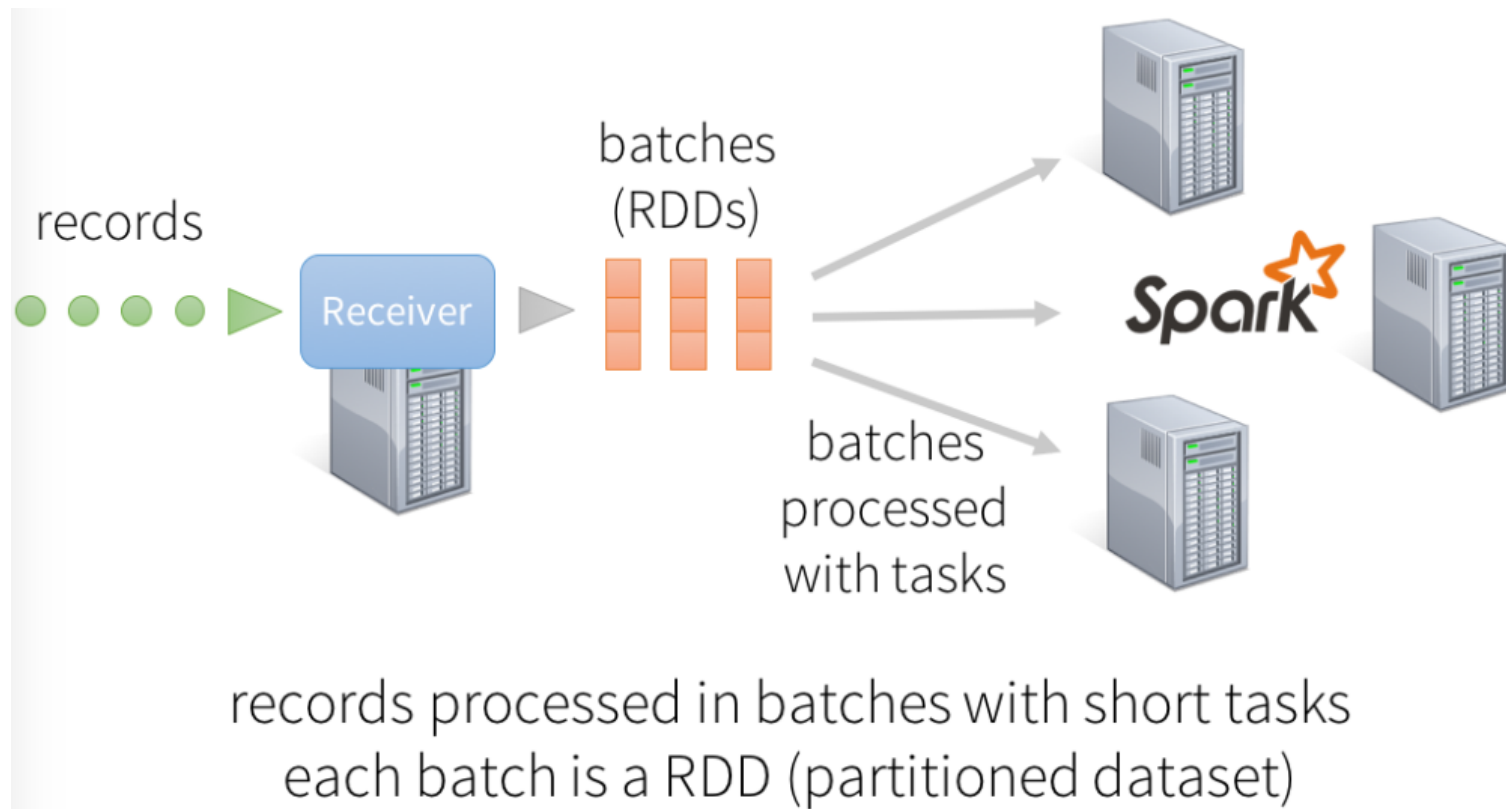 records
Receiver
batches
(RDDs)
Spark
batches
processed
with tasks
records processed in batches with short tasks
each batch is a RDD (partitioned dataset)